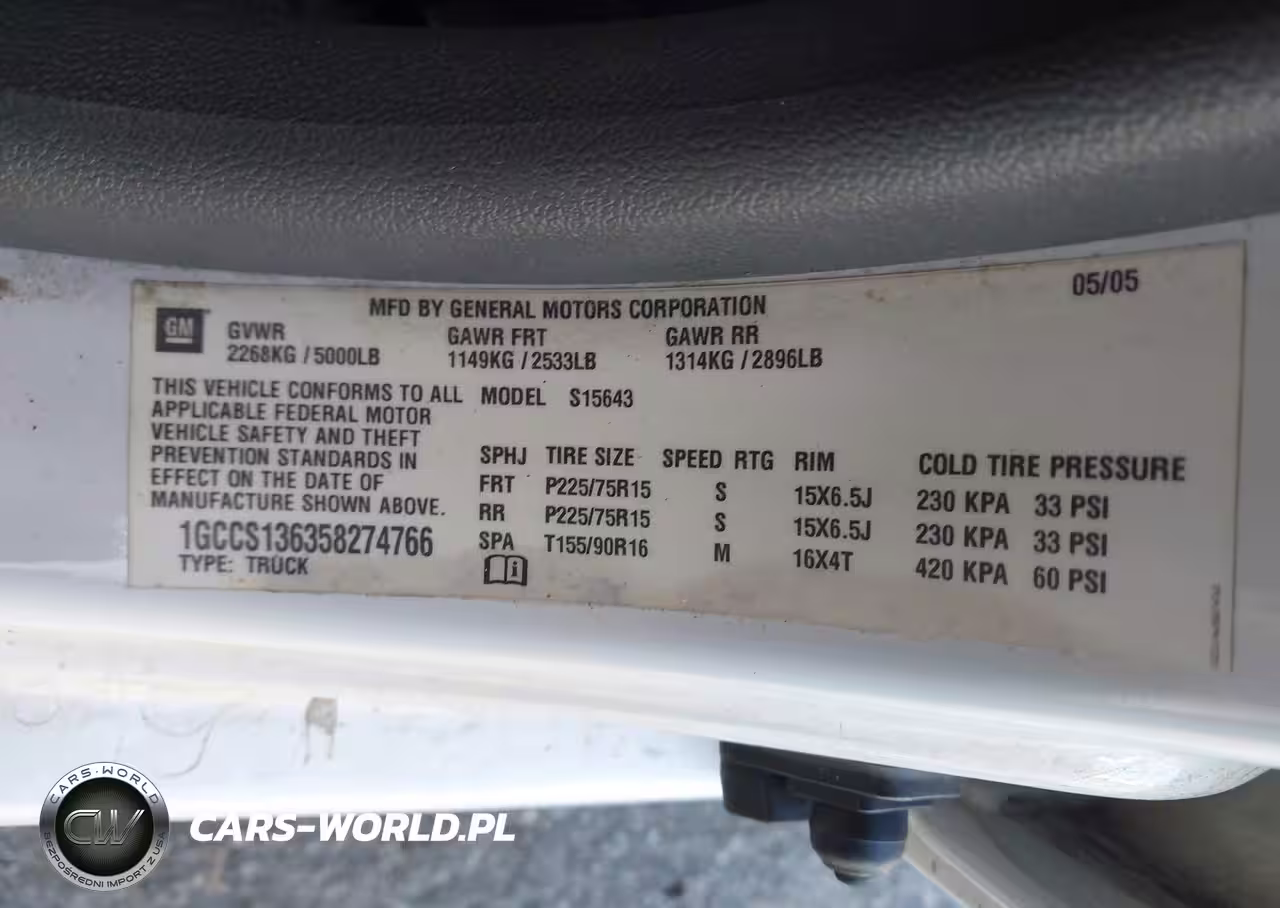 05/05
MFD BY GENERAL MOTORS CORPORATION
GM
GVWR GAWR FRT GAWR RR
2268KG / 5000LB 1149KG / 2533LB 1314KG / 2896LB
THIS VEHICLE CONFORMS TO ALL
APPLICABLE FEDERAL MOTOR
VEHICLE SAFETY AND THEFT
PREVENTION STANDARDS IN
EFFECT ON THE DATE OF
MANUFACTURE SHOWN ABOVE.
1GCCS136358274766
TYPE: TRUCK
MODEL S15643
SPHJ TIRE SIZE SPEED RTG RIM COLD TIRE PRESSURE
FRT P225/75R15 S 15X6.5J 230 KPA 33 PSI
RR P225/75R15 S 15X6.5J 230 KPA 33 PSI
SPA T155/90R16 M 16X4T 420 KPA 60 PSI
CARS-WORLD
CW
BEZPOŚREDNI IMPORT Z USA
CARS-WORLD.PL